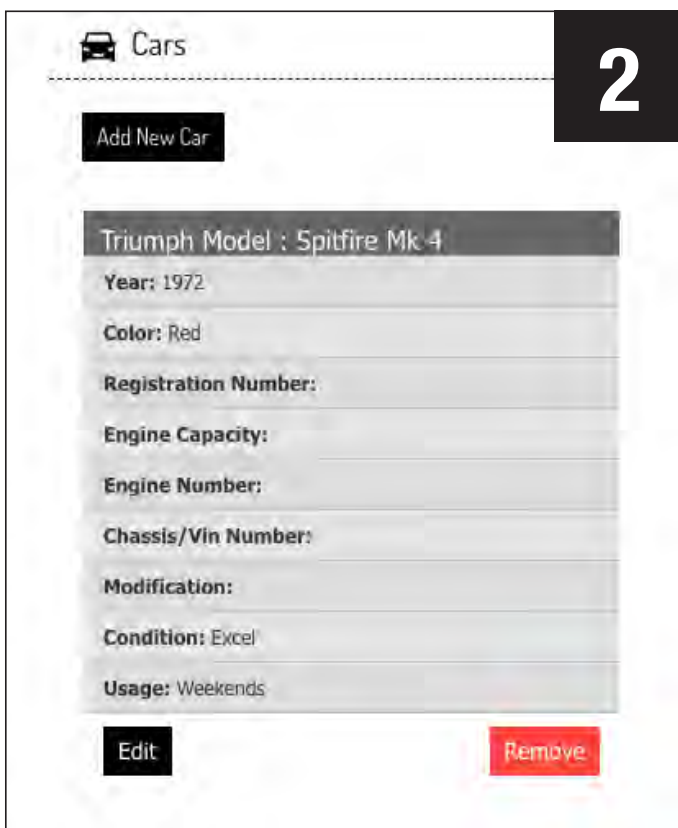 Cars
2
Add New Car
Triumph Model : Spitfire Mk 4
Year: 1972
Color: Red
Registration Number:
Engine Capacity:
Engine Number:
Chassis/Vin Number:
Modification:
Condition: Excel
Usage: Weekends
Edit
Remove